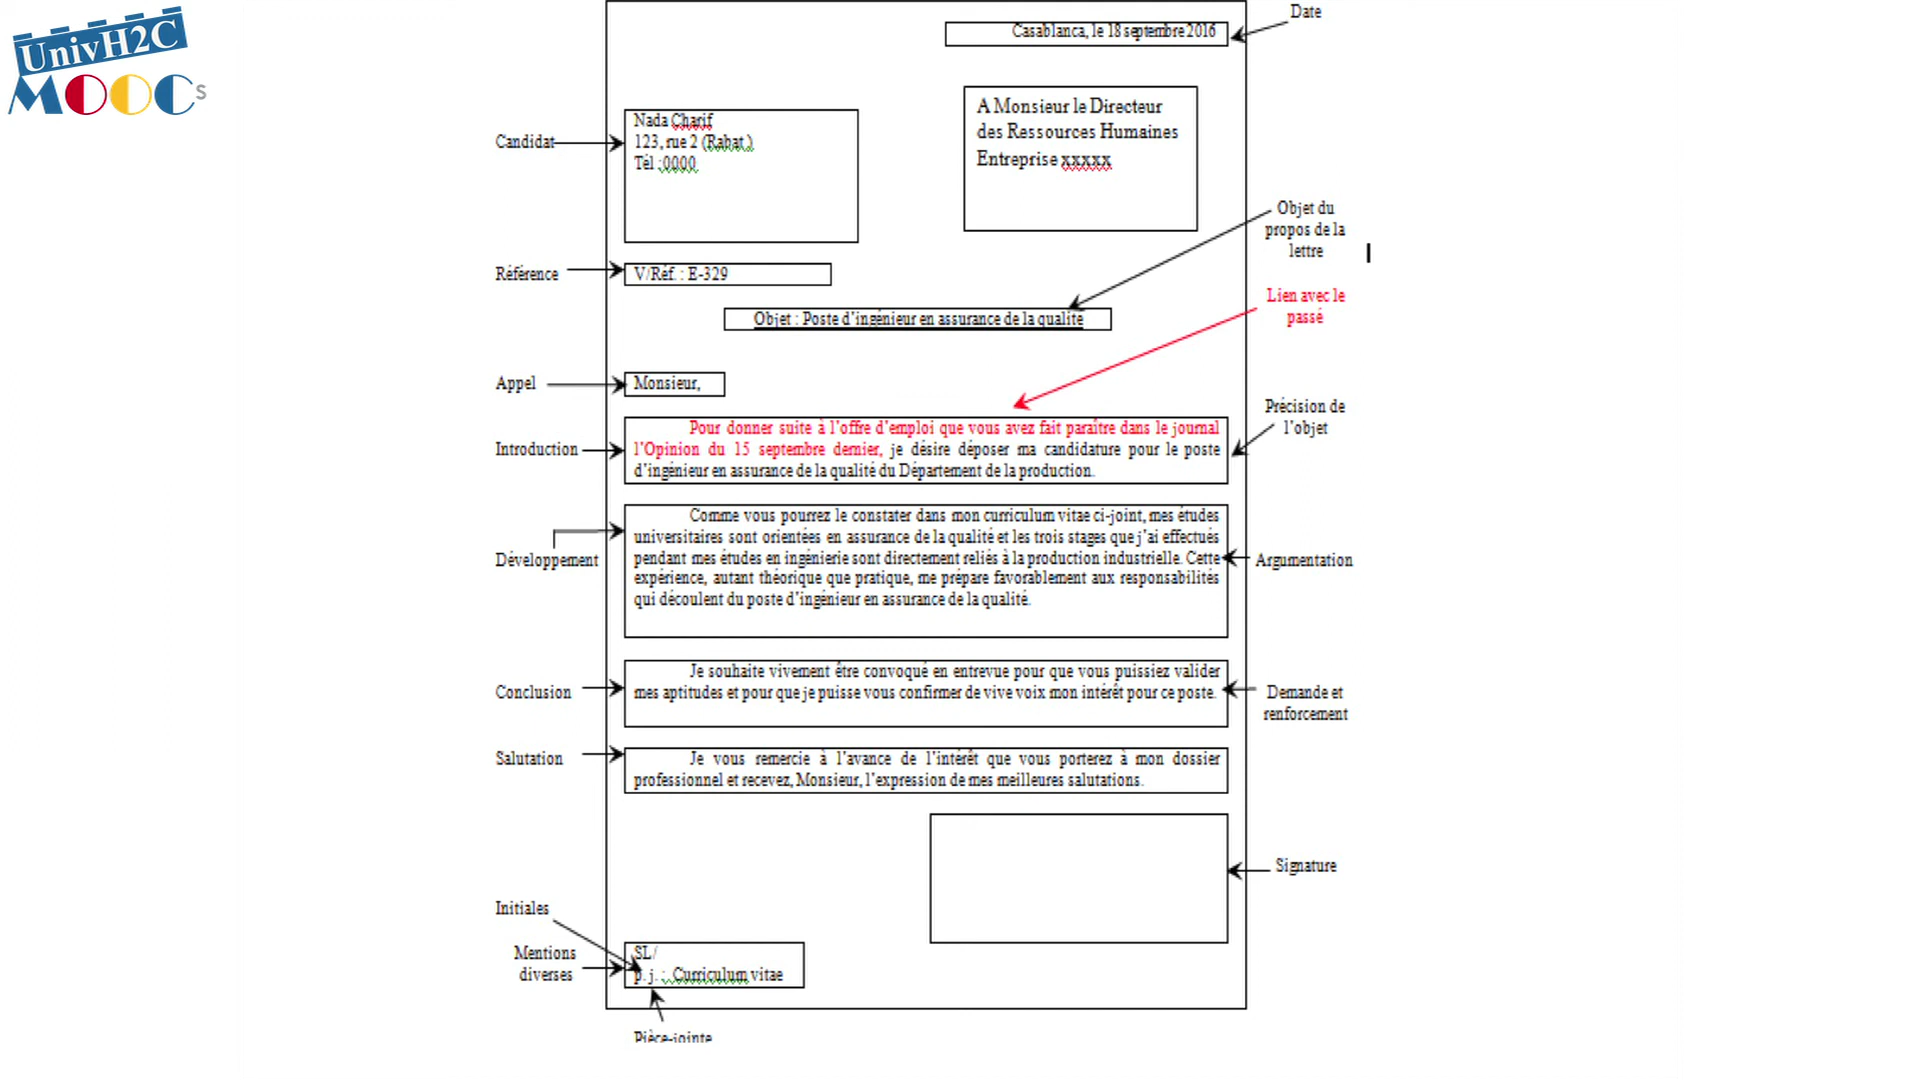 UnivH2C
MOOCs
Date
Casablanca, le 18 septembre 2016
A Monsieur le Directeur
des Ressources Humaines
Entreprise xxxxx
Candidat
Nada Charif
123, rue 2 (Rabat )
Tél :0000
Objet du
propos de la
lettre
Référence
V/Réf. : E-329
Lien avec le
passé
Objet : Poste d’ingénieur en assurance de la qualité
Appel
Monsieur,
Précision de
l’objet
Introduction
Pour donner suite à l’offre d’emploi que vous avez fait paraître dans le journal
l’Opinion du 15 septembre dernier, je désire déposer ma candidature pour le poste
d’ingénieur en assurance de la qualité du Département de la production.
Développement
Comme vous pourrez le constater dans mon curriculum vitae ci-joint, mes études
universitaires sont orientées en assurance de la qualité et les trois stages que j’ai effectués
pendant mes études en ingénierie sont directement reliés à la production industrielle. Cette
expérience, autant théorique que pratique, me prépare favorablement aux responsabilités
qui découlent du poste d’ingénieur en assurance de la qualité.
Argumentation
Conclusion
Je souhaite vivement être convoqué en entrevue pour que vous puissiez valider
mes aptitudes et pour que je puisse vous confirmer de vive voix mon intérêt pour ce poste.
Demande et
renforcement
Salutation
Je vous remercie à l’avance de l’intérêt que vous porterez à mon dossier
professionnel et recevez, Monsieur, l’expression de mes meilleures salutations.
Signature
Initiales
Mentions
diverses
SL/
p. j. : Curriculum vitae
Pièce-jointe